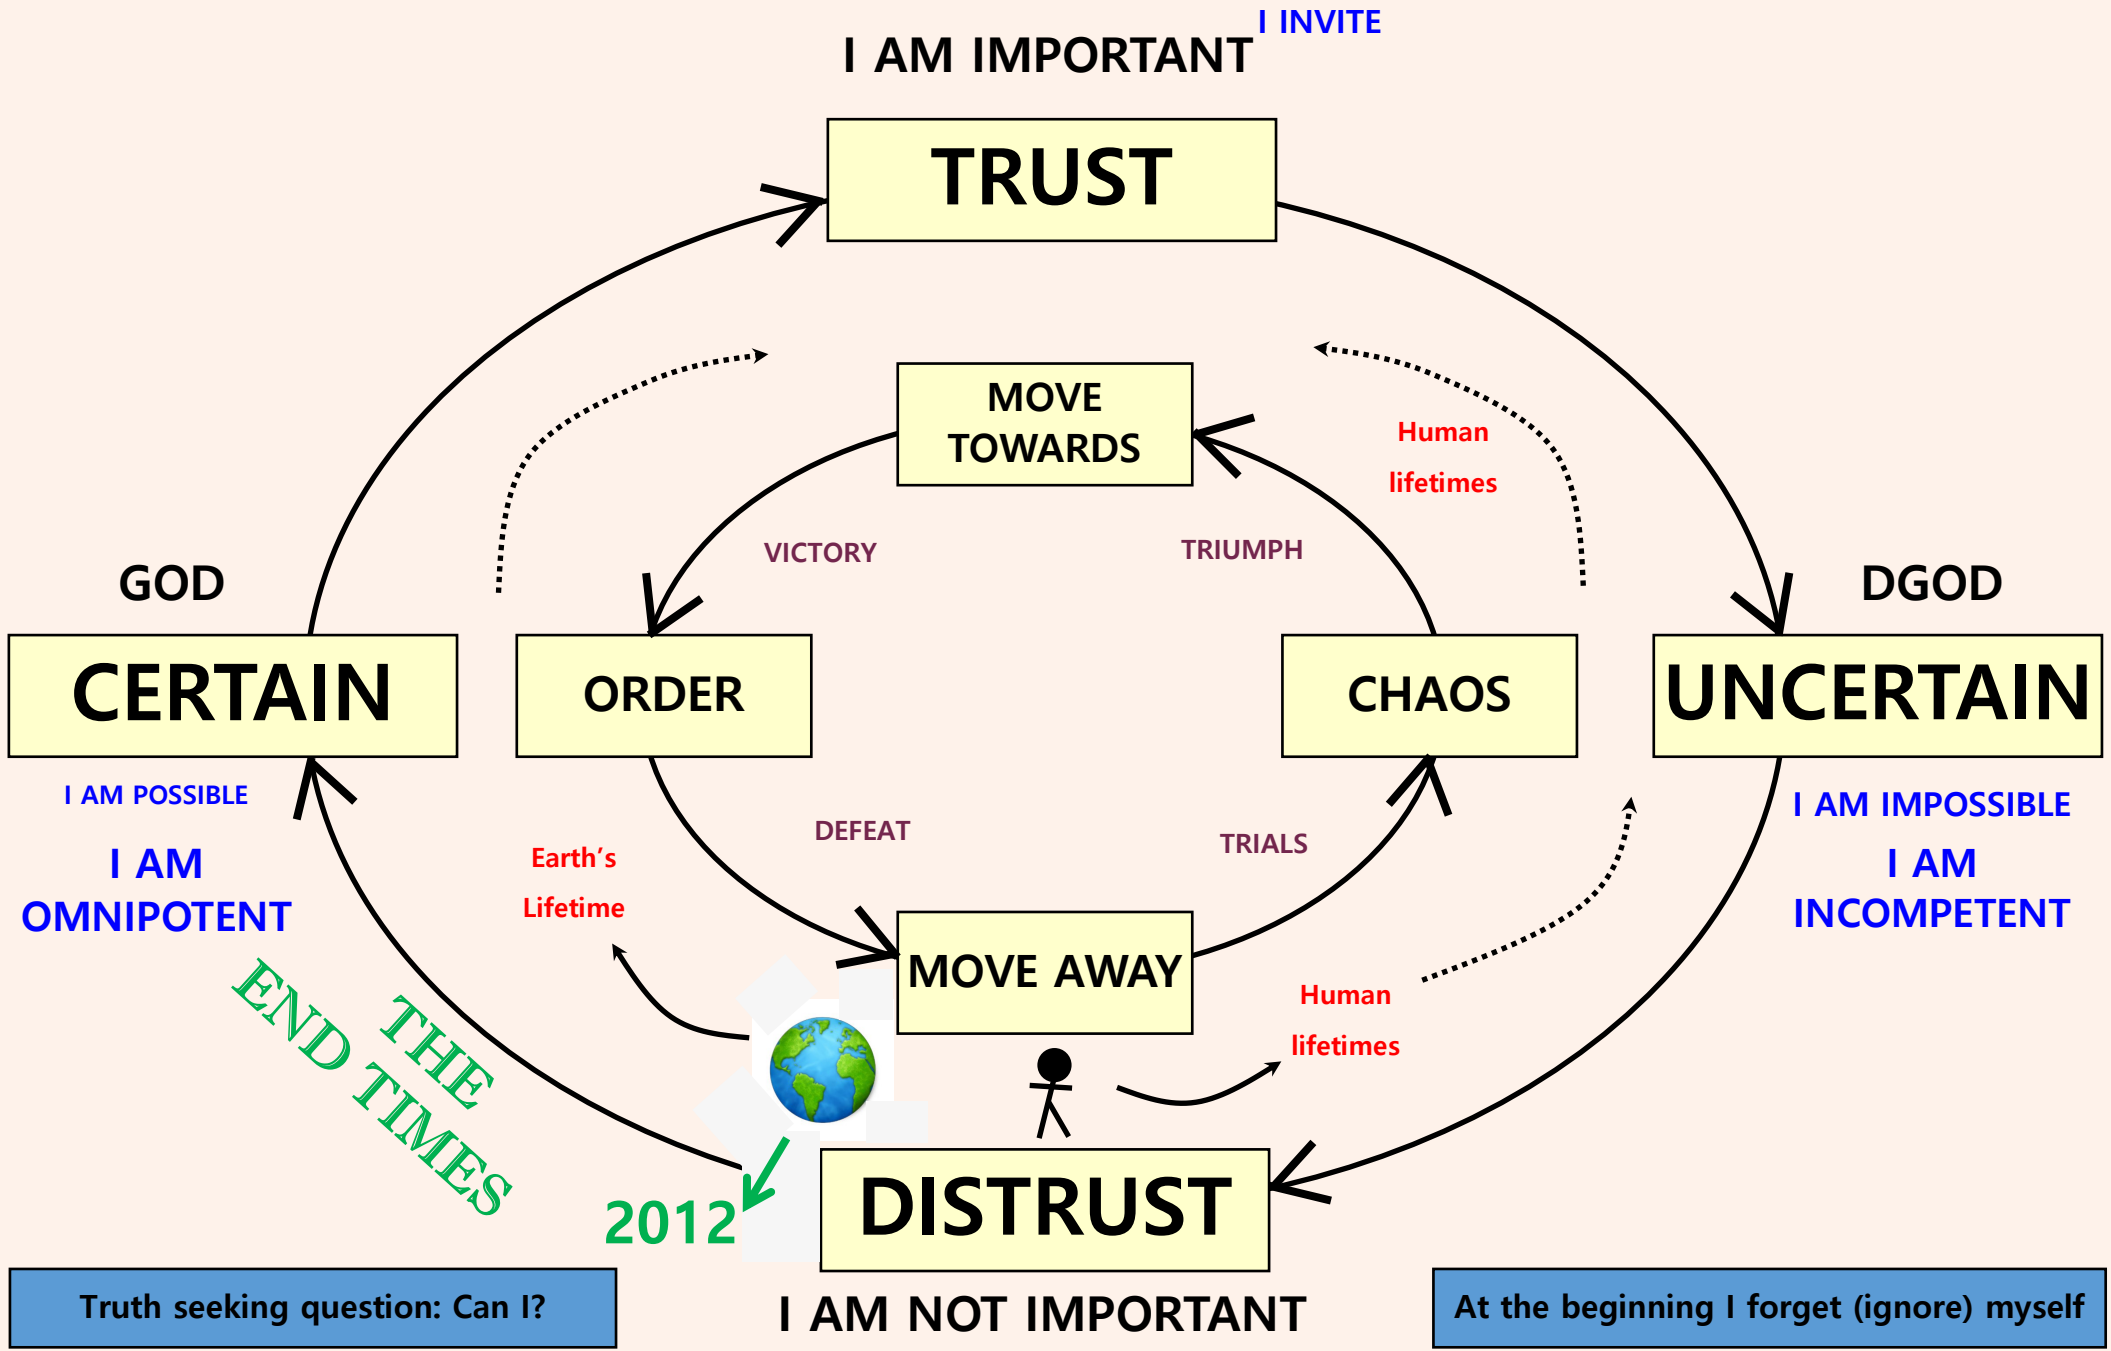 I INVITE
I AM IMPORTANT
TRUST
MOVE
TOWARDS
Human
lifetimes
VICTORY
TRIUMPH
GOD
DGOD
CERTAIN
ORDER
CHAOS
UNCERTAIN
I AM POSSIBLE
I AM IMPOSSIBLE
I AM
OMNIPOTENT
I AM
INCOMPETENT
DEFEAT
TRIALS
Earth's
Lifetime
MOVE AWAY
Human
lifetimes
THE
END TIMES
2012
DISTRUST
I AM NOT IMPORTANT
Truth seeking question: Can I?
At the beginning I forget (ignore) myself